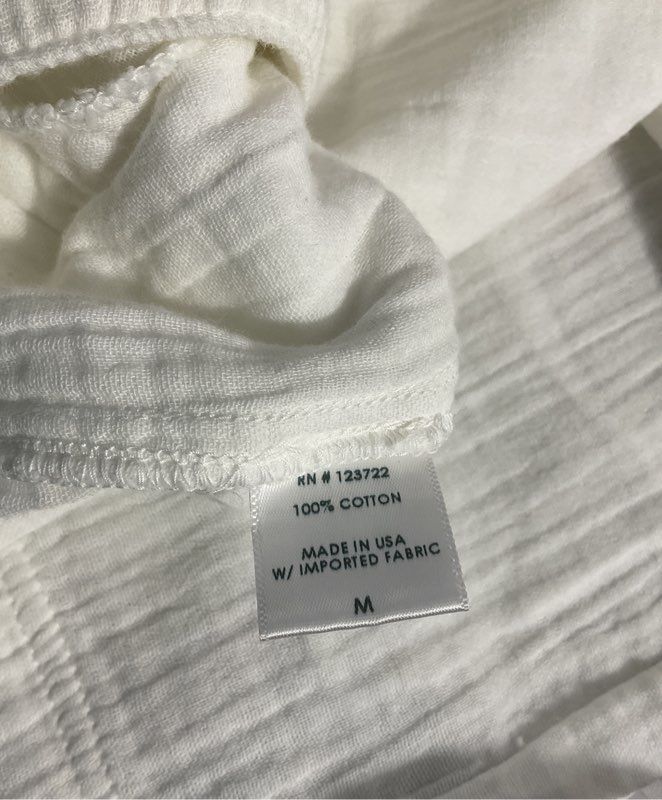 RN # 123722
100% COTTON
MADE IN USA
W/ IMPORTED FABRIC
M